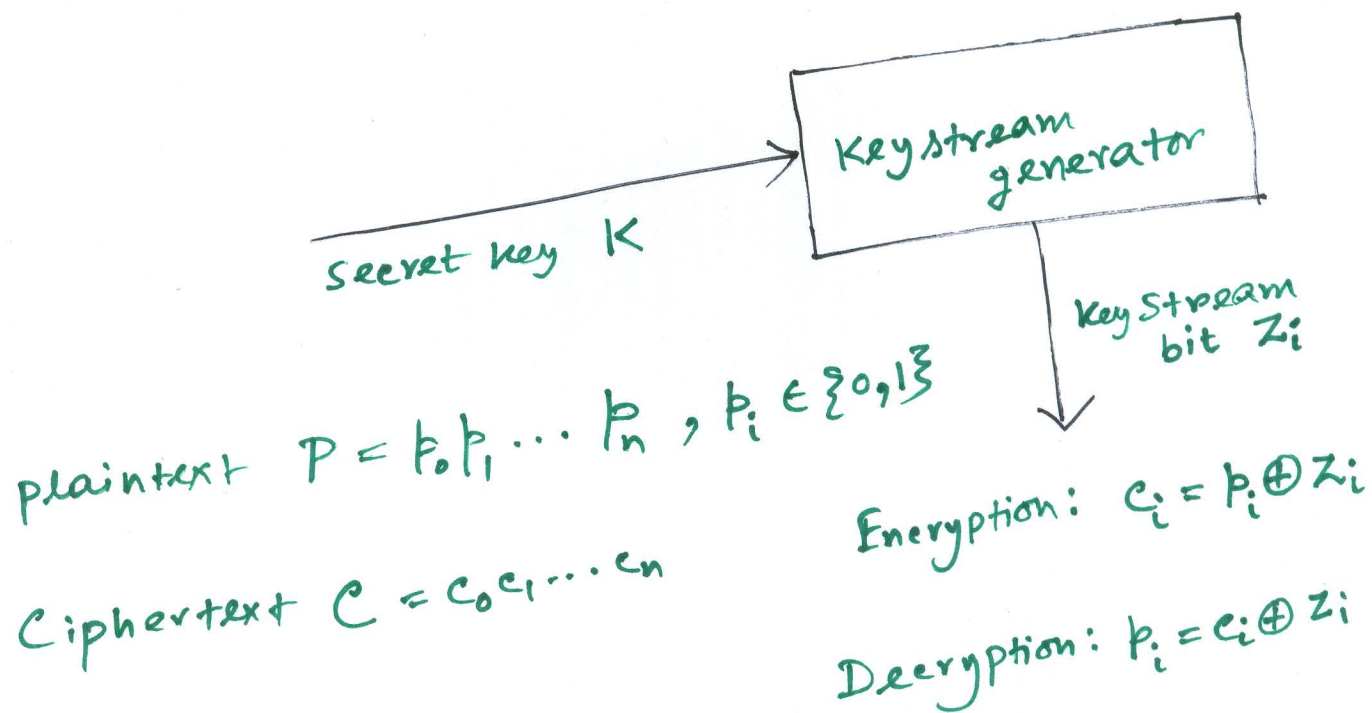 Keystream
generator
Secret key K
Key Stream
bit Zi
plaintext P = p₀p₁ ... pₙ , pᵢ ∈ {0,1}
Encryption: cᵢ = pᵢ ⊕ Zᵢ
Ciphertext C = c₀c₁ ... cₙ
Decryption: pᵢ = cᵢ ⊕ Zᵢ